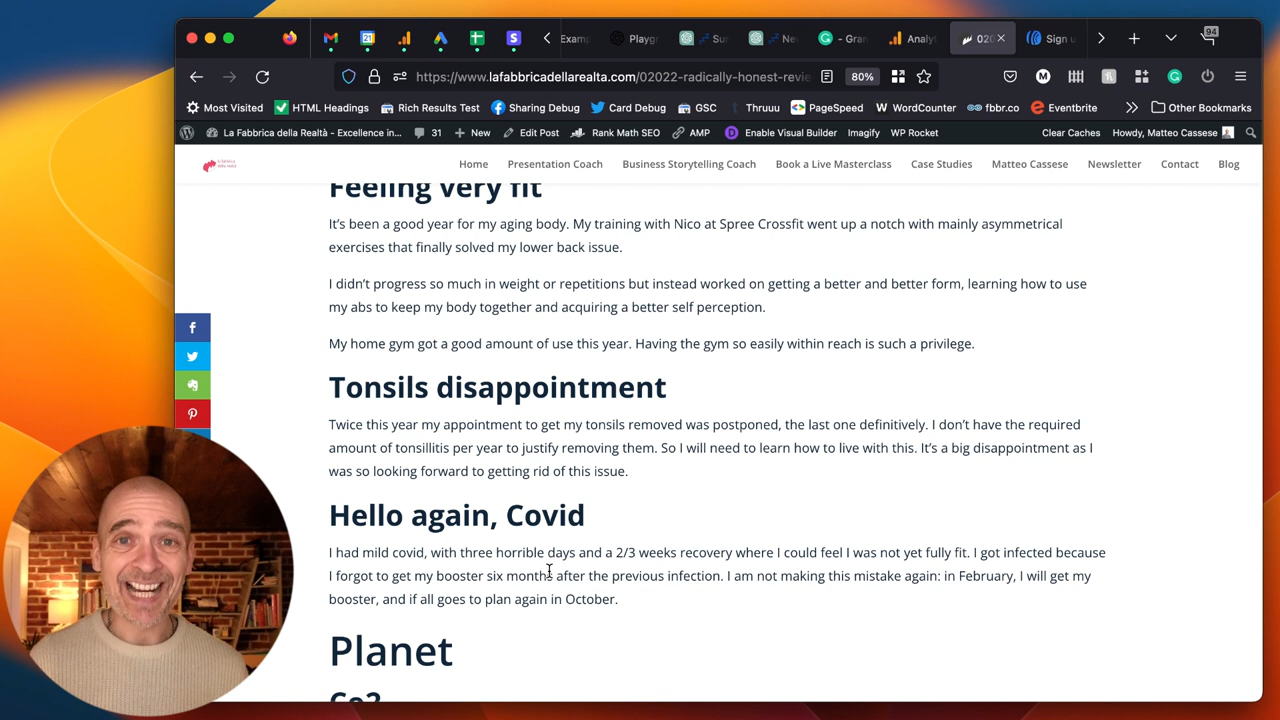 Examp
Playgr
Su
Ne
Gran
Analyt
020
Sign u
94
https://www.lafabbricadellarealta.com/02022-radically-honest-revie
80%
Most Visited
HTML Headings
Rich Results Test
Sharing Debug
Card Debug
GSC
Thruuu
PageSpeed
WordCounter
fbbr.co
Eventbrite
Other Bookmarks
La Fabbrica della Realtà - Excellence in...
31
New
Edit Post
Rank Math SEO
AMP
Enable Visual Builder
Imagify
WP Rocket
Clear Caches
Howdy, Matteo Cassese
Home
Presentation Coach
Business Storytelling Coach
Book a Live Masterclass
Case Studies
Matteo Cassese
Newsletter
Contact
Blog
Feeling very fit
It’s been a good year for my aging body. My training with Nico at Spree Crossfit went up a notch with mainly asymmetrical
exercises that finally solved my lower back issue.
I didn’t progress so much in weight or repetitions but instead worked on getting a better and better form, learning how to use
my abs to keep my body together and acquiring a better self perception.
My home gym got a good amount of use this year. Having the gym so easily within reach is such a privilege.
Tonsils disappointment
Twice this year my appointment to get my tonsils removed was postponed, the last one definitively. I don’t have the required
amount of tonsillitis per year to justify removing them. So I will need to learn how to live with this. It’s a big disappointment as I
was so looking forward to getting rid of this issue.
Hello again, Covid
I had mild covid, with three horrible days and a 2/3 weeks recovery where I could feel I was not yet fully fit. I got infected because
I forgot to get my booster six months after the previous infection. I am not making this mistake again: in February, I will get my
booster, and if all goes to plan again in October.
Planet
Co2